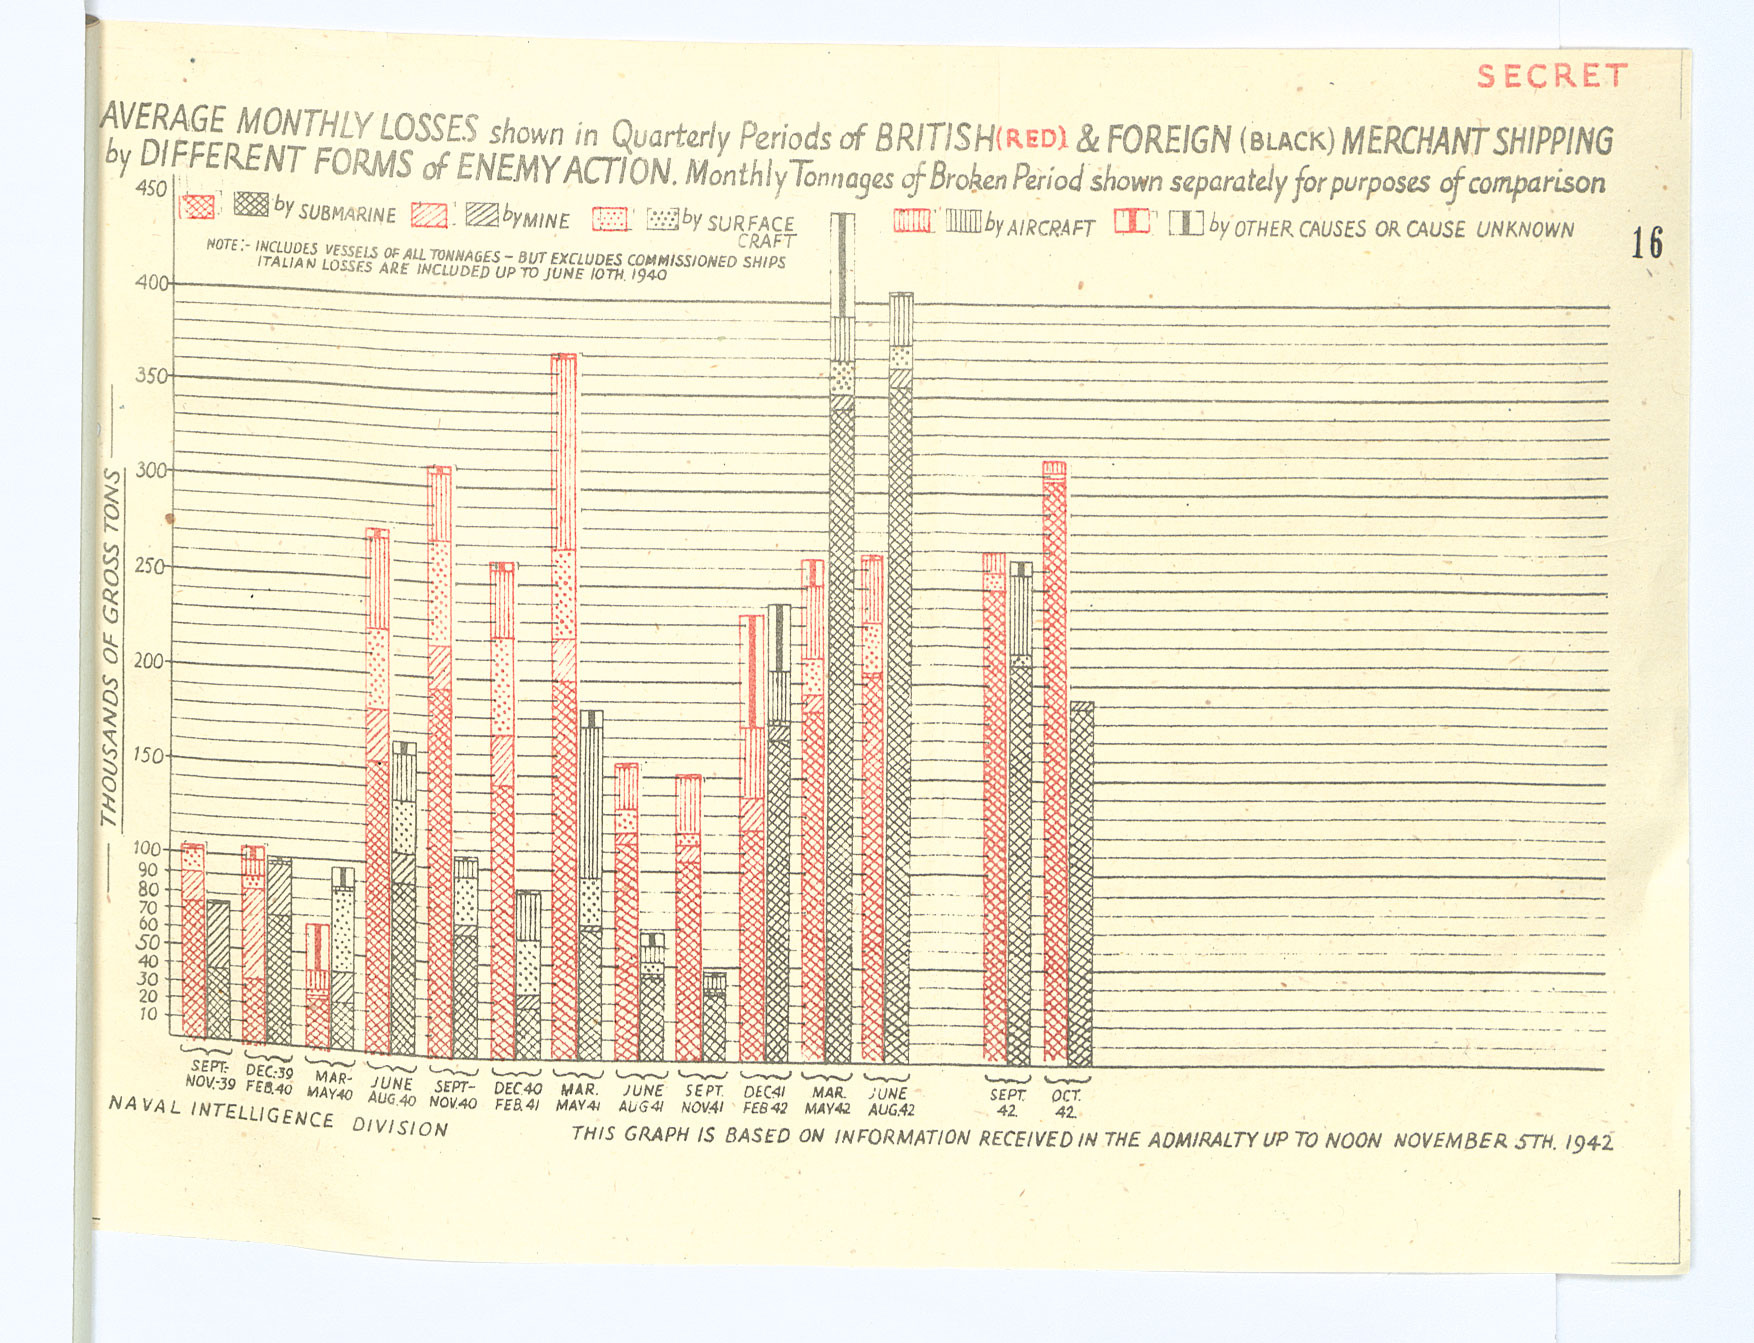 SECRET
AVERAGE MONTHLY LOSSES shown in Quarterly Periods of BRITISH (RED) & FOREIGN (BLACK) MERCHANT SHIPPING
by DIFFERENT FORMS of ENEMY ACTION. Monthly Tonnages of Broken Period shown separately for purposes of comparison
by SUBMARINE by MINE by SURFACE CRAFT by AIRCRAFT by OTHER CAUSES OR CAUSE UNKNOWN
NOTE:- INCLUDES VESSELS OF ALL TONNAGES - BUT EXCLUDES COMMISSIONED SHIPS
ITALIAN LOSSES ARE INCLUDED UP TO JUNE 10TH. 1940
16
THOUSANDS OF GROSS TONS
450
400
350
300
250
200
150
100
90
80
70
60
50
40
30
20
10
SEPT.- NOV.-39
DEC.-39 FEB.40
MAR- MAY40
JUNE AUG.40
SEPT- NOV.40
DEC.40 FEB.41
MAR. MAY41
JUNE AUG41
SEPT. NOV.41
DEC41 FEB42
MAR. MAY42
JUNE AUG.42
SEPT. 42.
OCT. 42.
NAVAL INTELLIGENCE DIVISION
THIS GRAPH IS BASED ON INFORMATION RECEIVED IN THE ADMIRALTY UP TO NOON NOVEMBER 5TH. 1942